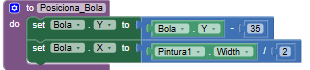 to Posiciona_Bola
do set Bola . Y to Bola . Y - 35
set Bola . X to Pintura1 . Width / 2